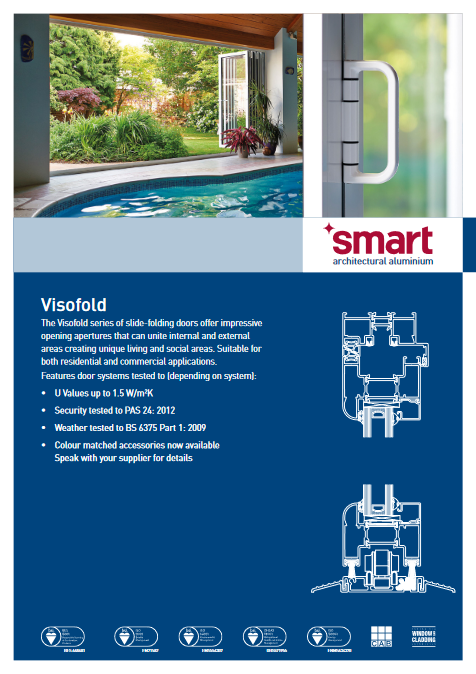 smart
architectural aluminium
Visofold
The Visofold series of slide-folding doors offer impressive
opening apertures that can unite internal and external
areas creating unique living and social areas. Suitable for
both residential and commercial applications.
Features door systems tested to (depending on system):
• U Values up to 1.5 W/m²K
• Security tested to PAS 24: 2012
• Weather tested to BS 6375 Part 1: 2009
• Colour matched accessories now available
Speak with your supplier for details
CAB
WINDOW &
CLADDING